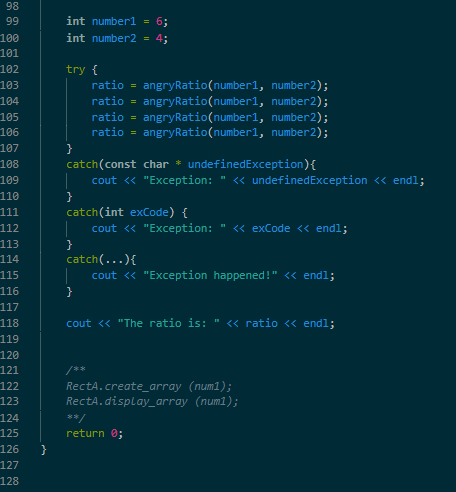 98
99 int number1 = 6;
100 int number2 = 4;
101
102 try {
103 ratio = angryRatio(number1, number2);
104 ratio = angryRatio(number1, number2);
105 ratio = angryRatio(number1, number2);
106 ratio = angryRatio(number1, number2);
107 }
108 catch(const char * undefinedException){
109 cout << "Exception: " << undefinedException << endl;
110 }
111 catch(int exCode) {
112 cout << "Exception: " << exCode << endl;
113 }
114 catch(...){
115 cout << "Exception happened!" << endl;
116 }
117
118 cout << "The ratio is: " << ratio << endl;
119
120
121 /**
122 RectA.create_array (num1);
123 RectA.display_array (num1);
124 **/
125 return 0;
126 }
127
128